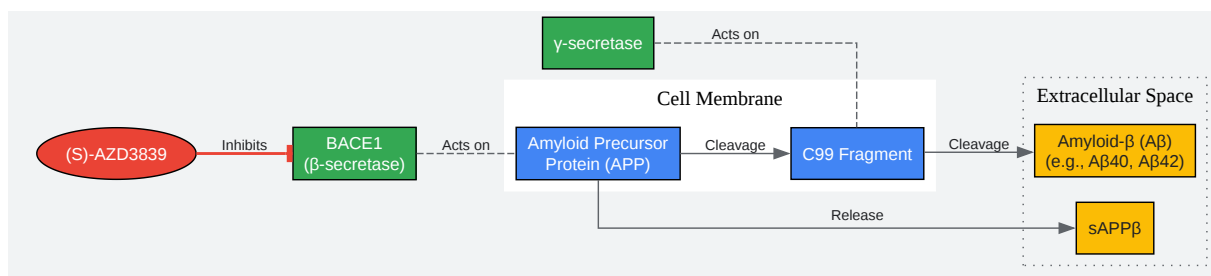 γ-secretase
Acts on
Cell Membrane
Extracellular Space
(S)-AZD3839
Inhibits
BACE1
(β-secretase)
Acts on
Amyloid Precursor
Protein (APP)
Cleavage
C99 Fragment
Cleavage
Amyloid-β (Aβ)
(e.g., Aβ40, Aβ42)
Release
sAPPβ